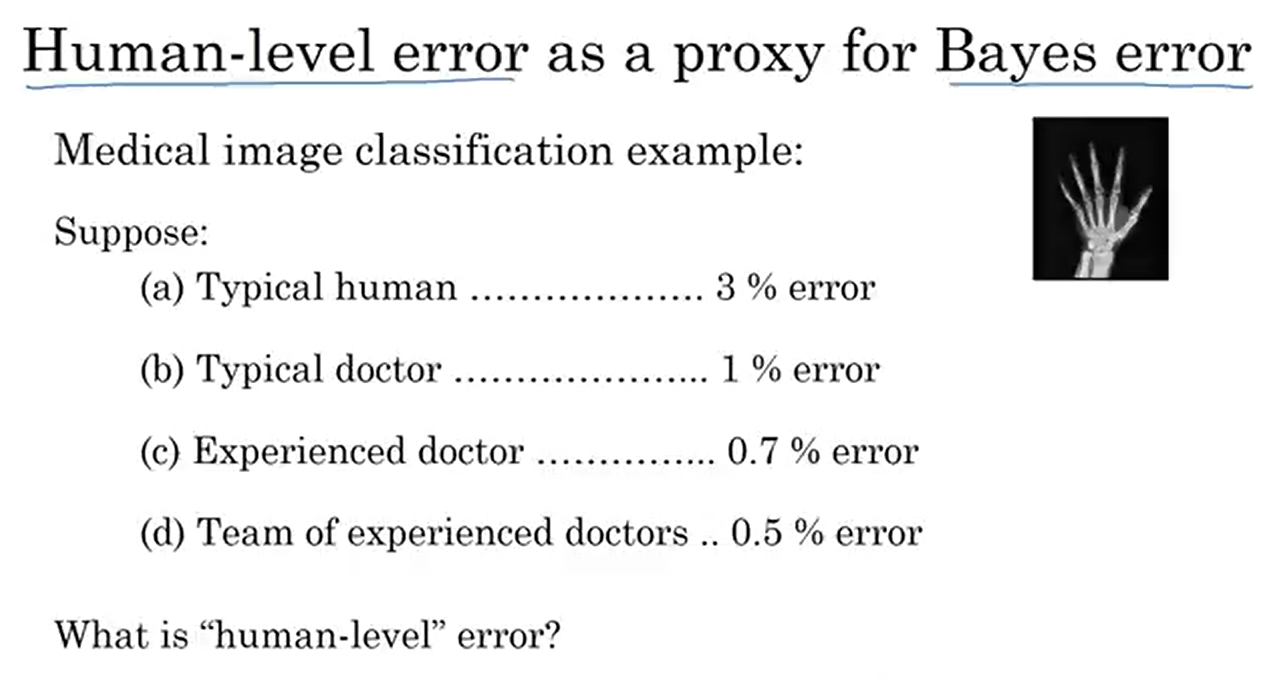 Human-level error as a proxy for Bayes error
Medical image classification example:
Suppose:
(a) Typical human ................... 3 % error
(b) Typical doctor ..................... 1 % error
(c) Experienced doctor ............... 0.7 % error
(d) Team of experienced doctors .. 0.5 % error
What is “human-level” error?